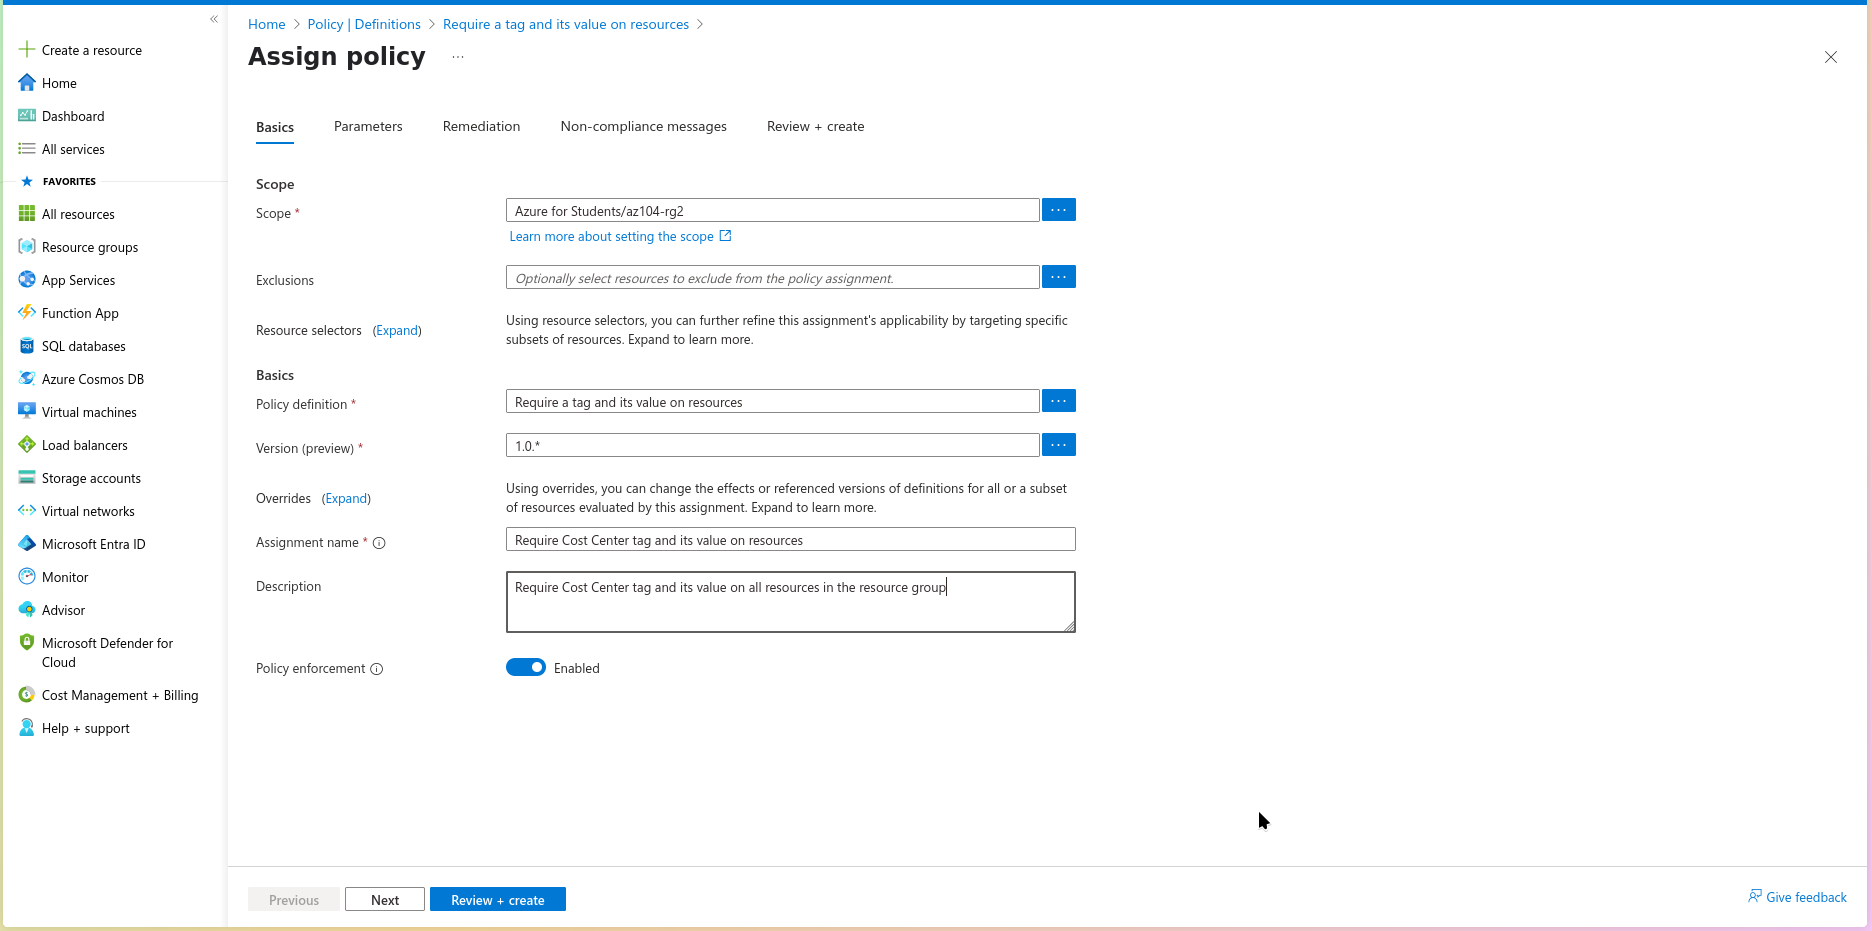 Home > Policy | Definitions > Require a tag and its value on resources >
Assign policy ...
«
Create a resource
Home
Dashboard
All services
FAVORITES
All resources
Resource groups
App Services
Function App
SQL databases
Azure Cosmos DB
Virtual machines
Load balancers
Storage accounts
Virtual networks
Microsoft Entra ID
Monitor
Advisor
Microsoft Defender for
Cloud
Cost Management + Billing
Help + support
Basics Parameters Remediation Non-compliance messages Review + create
Scope
Scope * Azure for Students/az104-rg2 ...
Learn more about setting the scope
Exclusions Optionally select resources to exclude from the policy assignment. ...
Resource selectors (Expand) Using resource selectors, you can further refine this assignment's applicability by targeting specific
subsets of resources. Expand to learn more.
Basics
Policy definition * Require a tag and its value on resources ...
Version (preview) * 1.0.* ...
Overrides (Expand) Using overrides, you can change the effects or referenced versions of definitions for all or a subset
of resources evaluated by this assignment. Expand to learn more.
Assignment name * Require Cost Center tag and its value on resources
Description Require Cost Center tag and its value on all resources in the resource group
Policy enforcement Enabled
Previous Next Review + create
Give feedback